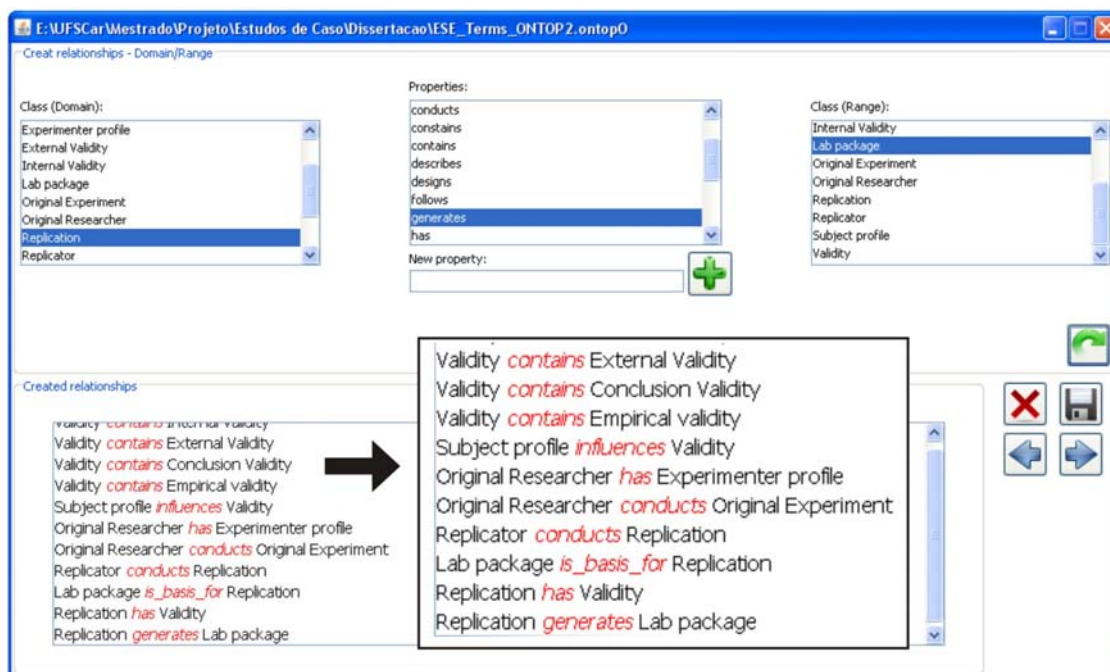 E:\UFSCar\Mestrado\Projeto\Estudos de Caso\Dissertacao\ESE_Terms_ONTOP2.ontopO
Creat relationships - Domain/Range
Class (Domain):
Experimenter profile
External Validity
Internal Validity
Lab package
Original Experiment
Original Researcher
Replication
Replicator
Properties:
conducts
constains
contains
describes
designs
follows
generates
has
New property:
Class (Range):
Internal Validity
Lab package
Original Experiment
Original Researcher
Replication
Replicator
Subject profile
Validity
Created relationships
Validity contains Internal Validity
Validity contains External Validity
Validity contains Conclusion Validity
Validity contains Empirical validity
Subject profile influences Validity
Original Researcher has Experimenter profile
Original Researcher conducts Original Experiment
Replicator conducts Replication
Lab package is_basis_for Replication
Replication has Validity
Replication generates Lab package
Validity contains External Validity
Validity contains Conclusion Validity
Validity contains Empirical validity
Subject profile influences Validity
Original Researcher has Experimenter profile
Original Researcher conducts Original Experiment
Replicator conducts Replication
Lab package is_basis_for Replication
Replication has Validity
Replication generates Lab package